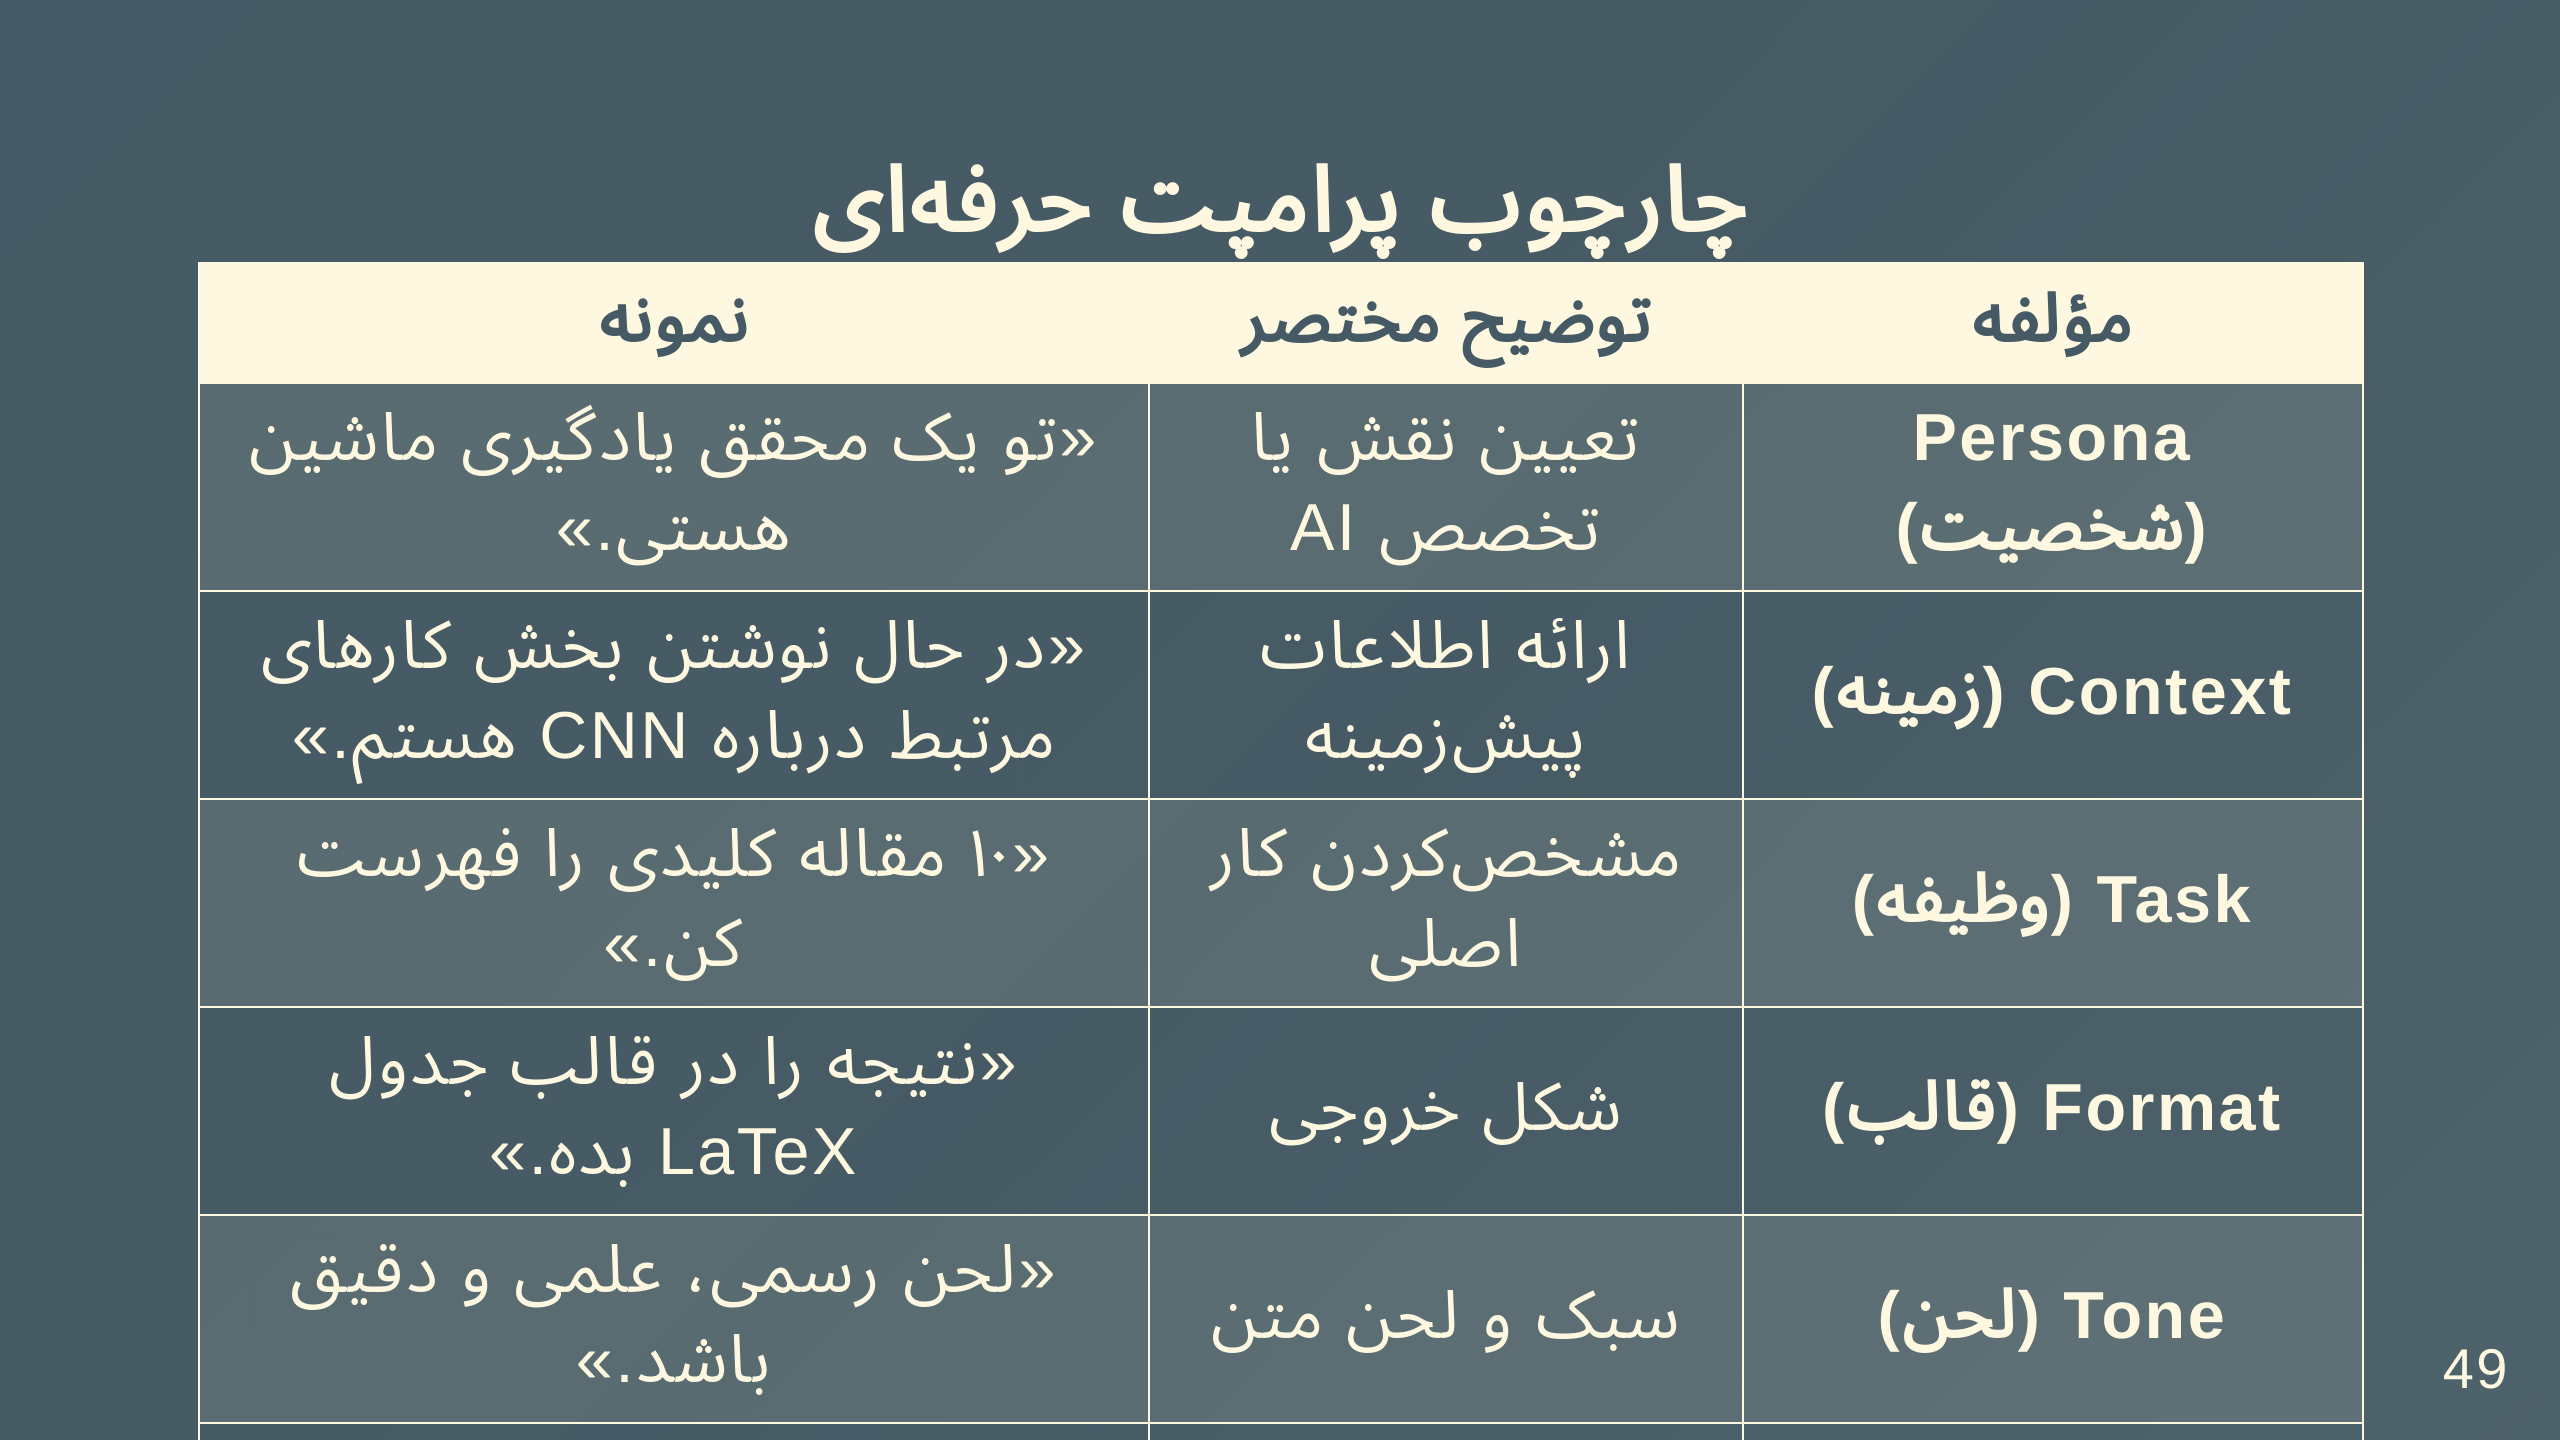 چارچوب پرامپت حرفه‌ای
مؤلفه
توضیح مختصر
نمونه
Persona
(شخصیت)
تعیین نقش یا
تخصص AI
«تو یک محقق یادگیری ماشین
هستی.»
Context (زمینه)
ارائه اطلاعات
پیش‌زمینه
«در حال نوشتن بخش کارهای
مرتبط درباره CNN هستم.»
Task (وظیفه)
مشخص‌کردن کار
اصلی
«۱۰ مقاله کلیدی را فهرست
کن.»
Format (قالب)
شکل خروجی
«نتیجه را در قالب جدول
LaTeX بده.»
Tone (لحن)
سبک و لحن متن
«لحن رسمی، علمی و دقیق
باشد.»
49